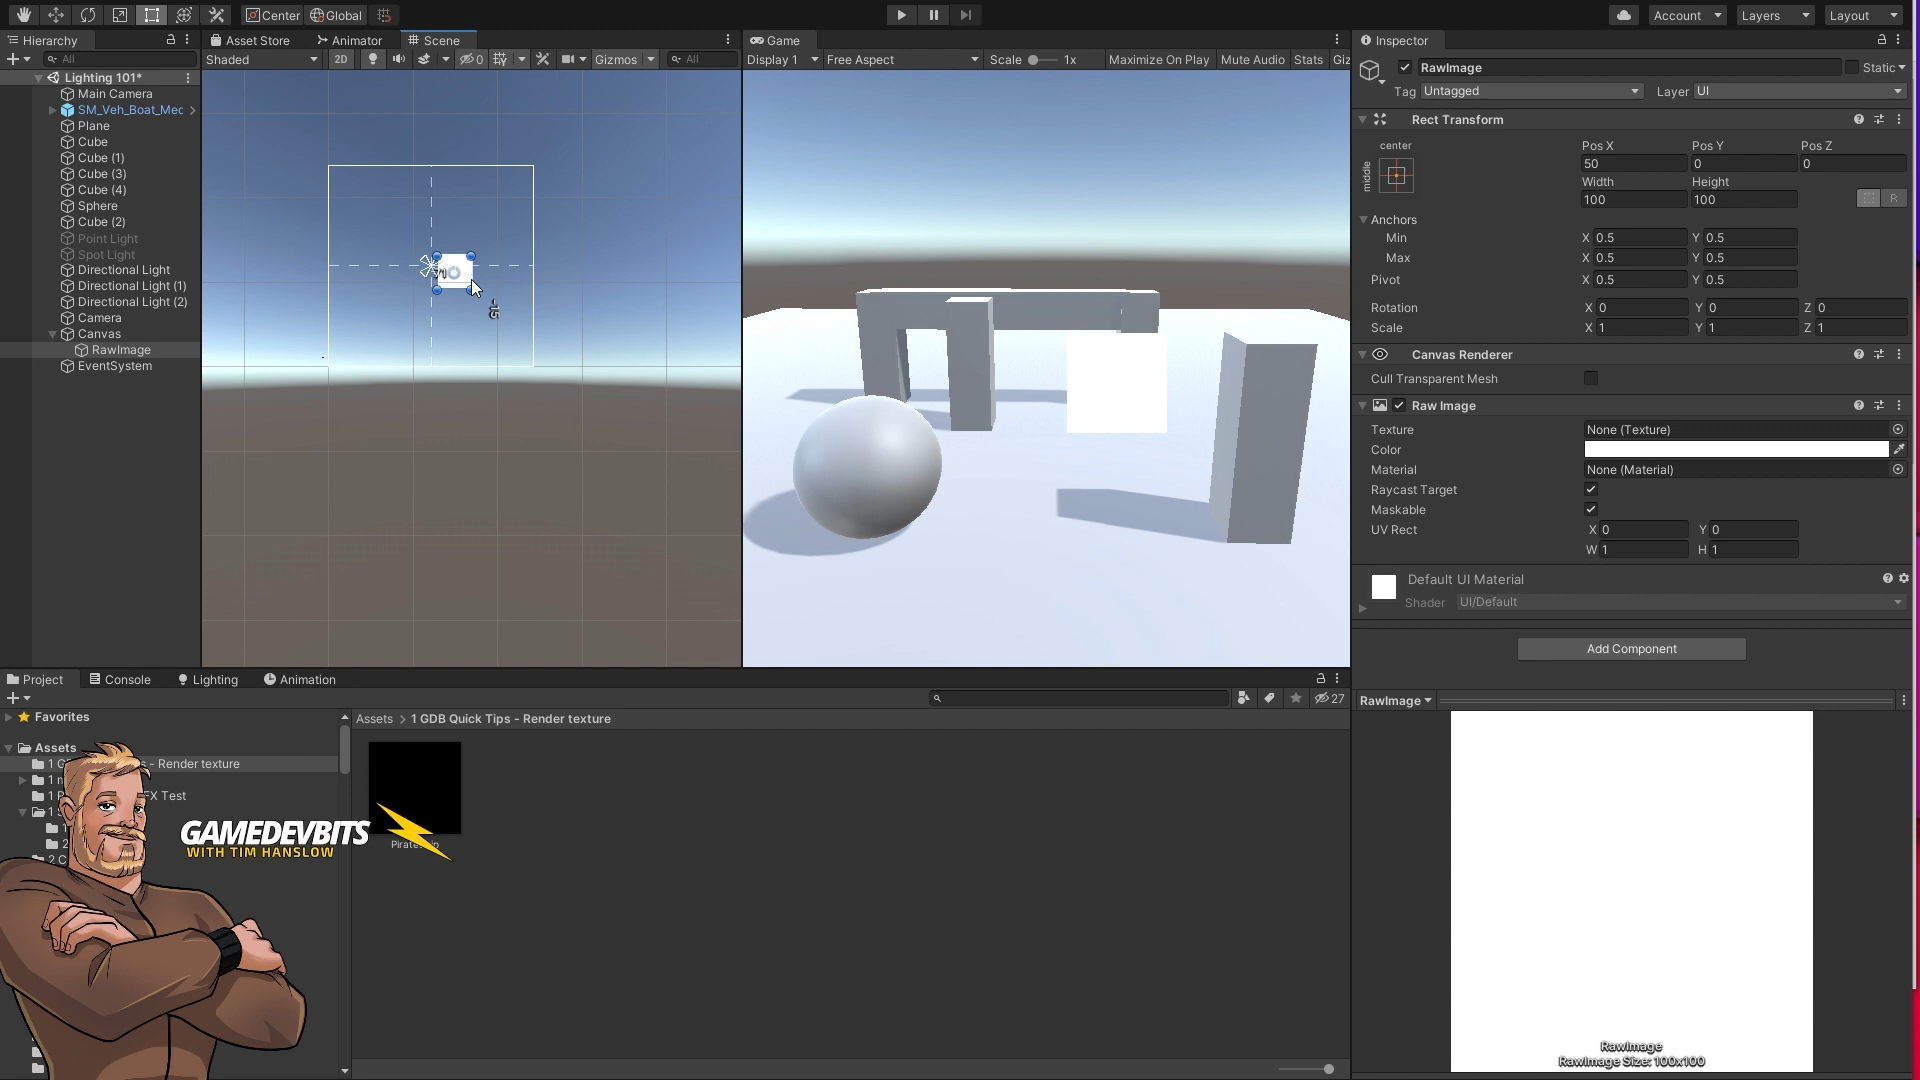 Center
Global
Account
Layers
Layout
Hierarchy
All
Lighting 101*
Main Camera
SM_Veh_Boat_Mec
Plane
Cube
Cube (1)
Cube (3)
Cube (4)
Sphere
Cube (2)
Point Light
Spot Light
Directional Light
Directional Light (1)
Directional Light (2)
Camera
Canvas
RawImage
EventSystem
Asset Store
Animator
Scene
Shaded
2D
0
Gizmos
All
Game
Display 1
Free Aspect
Scale
1x
Maximize On Play
Mute Audio
Stats
Giz
Inspector
RawImage
Static
Tag
Untagged
Layer
UI
Rect Transform
center
middle
Pos X
Pos Y
Pos Z
50
0
0
Width
Height
100
100
R
Anchors
Min
X 0.5
Y 0.5
Max
X 0.5
Y 0.5
Pivot
X 0.5
Y 0.5
Rotation
X 0
Y 0
Z 0
Scale
X 1
Y 1
Z 1
Canvas Renderer
Cull Transparent Mesh
Raw Image
Texture
None (Texture)
Color
Material
None (Material)
Raycast Target
Maskable
UV Rect
X 0
Y 0
W 1
H 1
Default UI Material
Shader
UI/Default
Add Component
RawImage
RawImage
RawImage Size: 100x100
Project
Console
Lighting
Animation
27
Favorites
Assets
- Render texture
FX Test
Assets > 1 GDB Quick Tips - Render texture
GAMEDEVBITS
WITH TIM HANSLOW